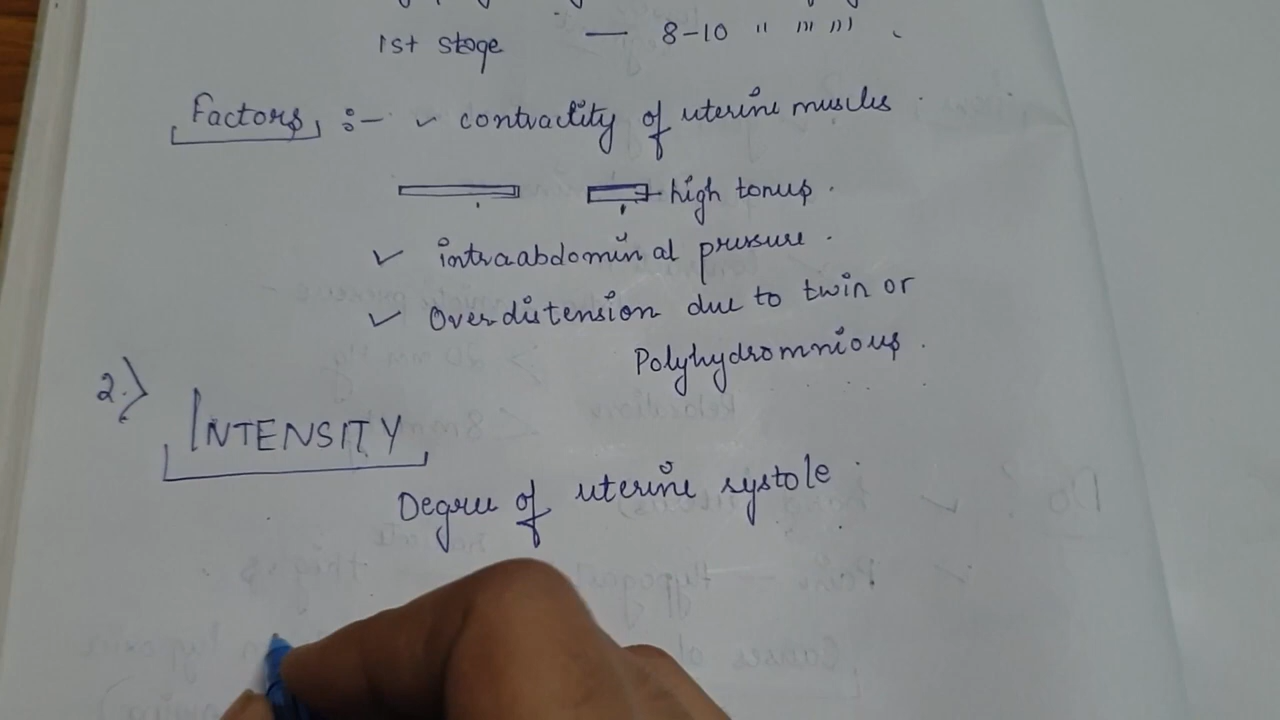 1st stage — 8-10 " "' "'
Factors :- ✓ contractility of uterine muscles.
high tonus.
✓ intraabdominal pressure.
✓ Overdistension due to twin or
Polyhydromnious.
2.) INTENSITY
Degree of uterine systole